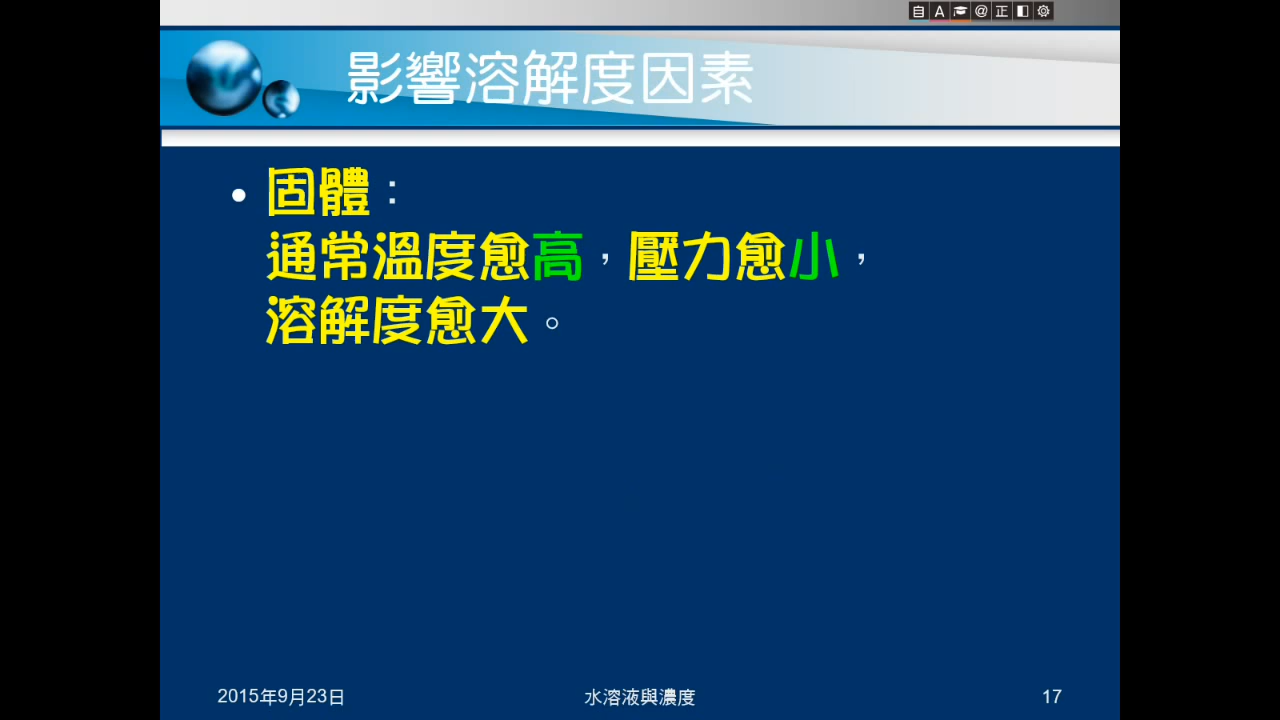 自 A @ 正
影響溶解度因素
• 固體：
通常溫度愈高，壓力愈小，
溶解度愈大。
2015年9月23日
水溶液與濃度
17